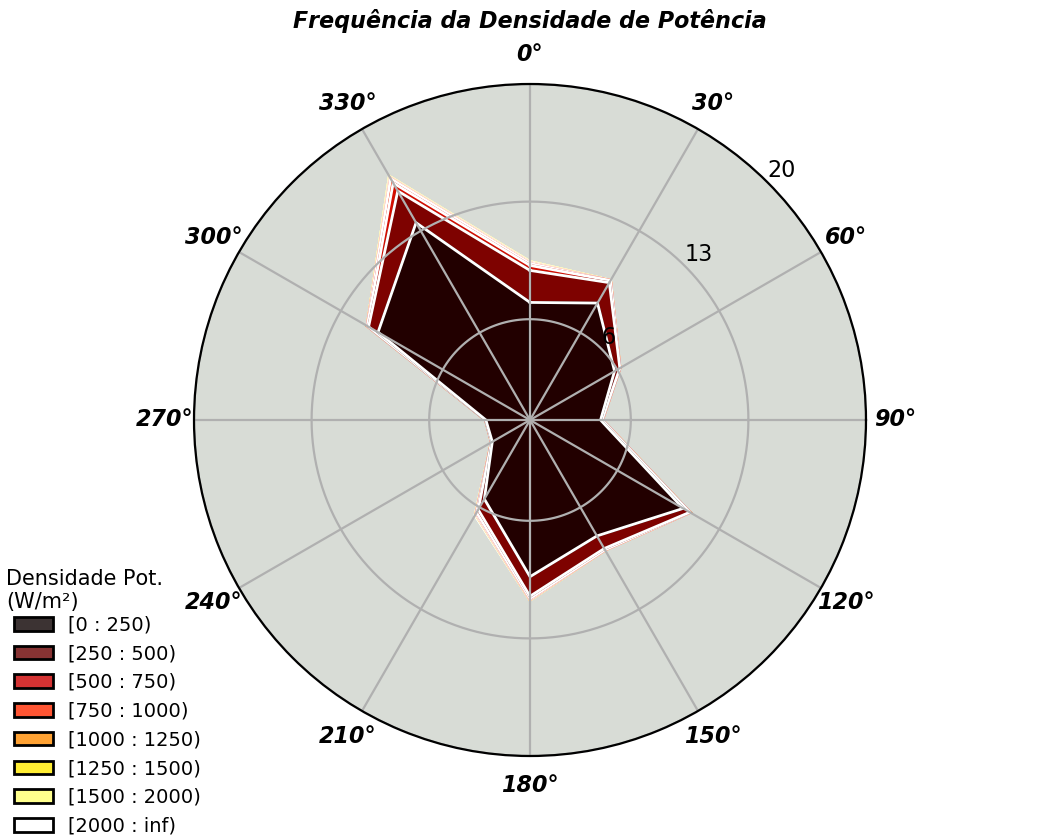 Frequência da Densidade de Potência
0°
330°
30°
20
300°
60°
13
6
270°
90°
Densidade Pot.
(W/m²)
240°
120°
[0 : 250)
[250 : 500)
[500 : 750)
[750 : 1000)
[1000 : 1250)
[1250 : 1500)
[1500 : 2000)
[2000 : inf)
210°
150°
180°